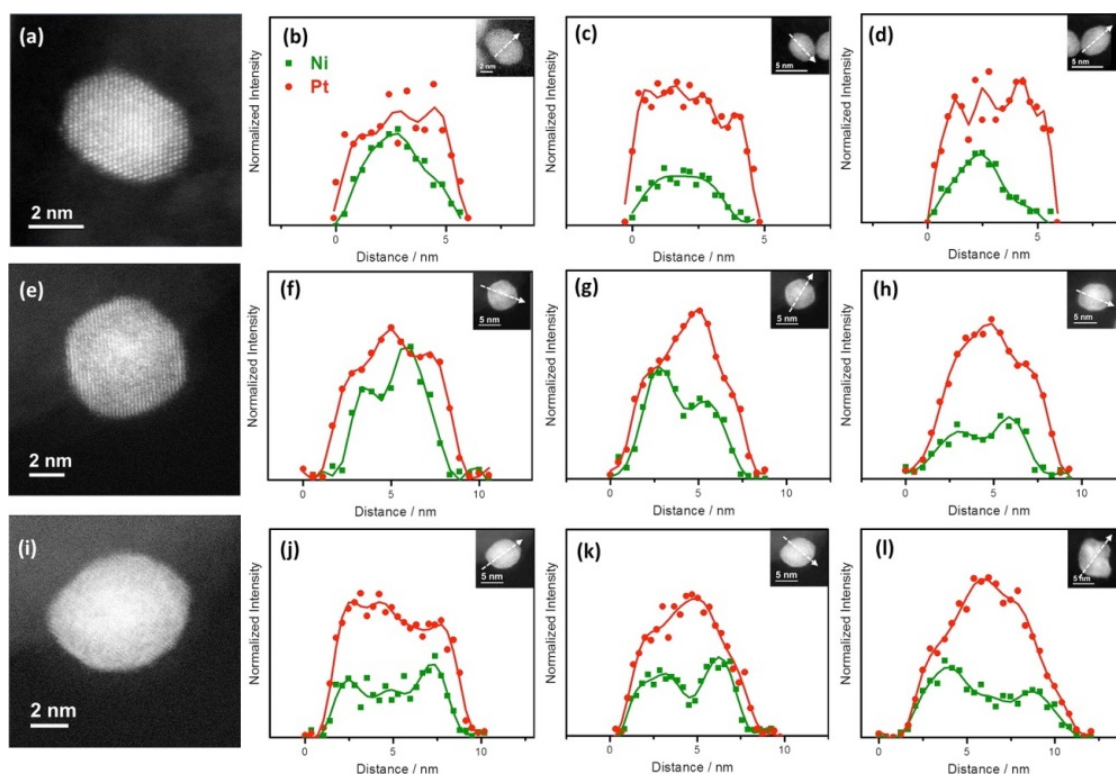 (a)
2 nm
(b)
Ni
Pt
2 nm
Normalized Intensity
0
5
Distance / nm
(c)
5 nm
Normalized Intensity
0
5
Distance / nm
(d)
5 nm
Normalized Intensity
0
5
Distance / nm
(e)
2 nm
(f)
5 nm
Normalized Intensity
0
5
10
Distance / nm
(g)
5 nm
Normalized Intensity
0
5
10
Distance / nm
(h)
5 nm
Normalized Intensity
0
5
10
Distance / nm
(i)
2 nm
(j)
5 nm
Normalized Intensity
0
5
10
Distance / nm
(k)
5 nm
Normalized Intensity
0
5
10
Distance / nm
(l)
5 nm
Normalized Intensity
0
5
10
Distance / nm